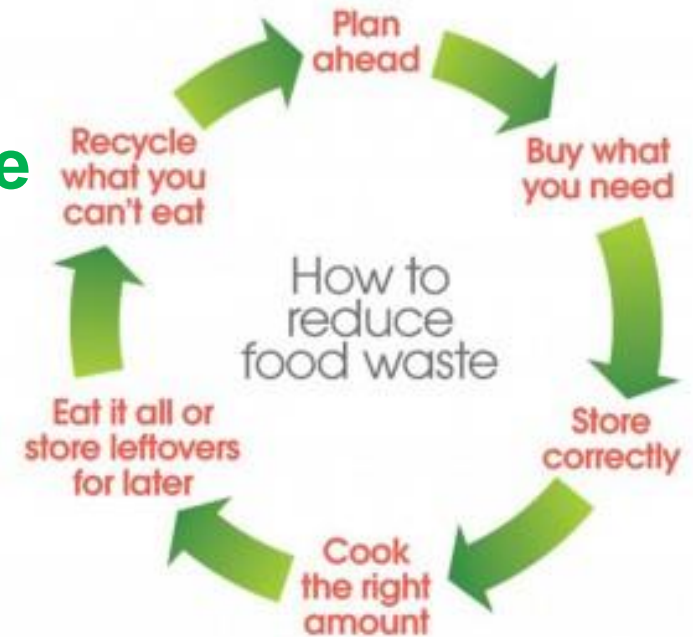 Plan
ahead
Buy what
you need
Store
correctly
Cook
the right
amount
Eat it all or
store leftovers
for later
Recycle
what you
can't eat
How to
reduce
food waste
e